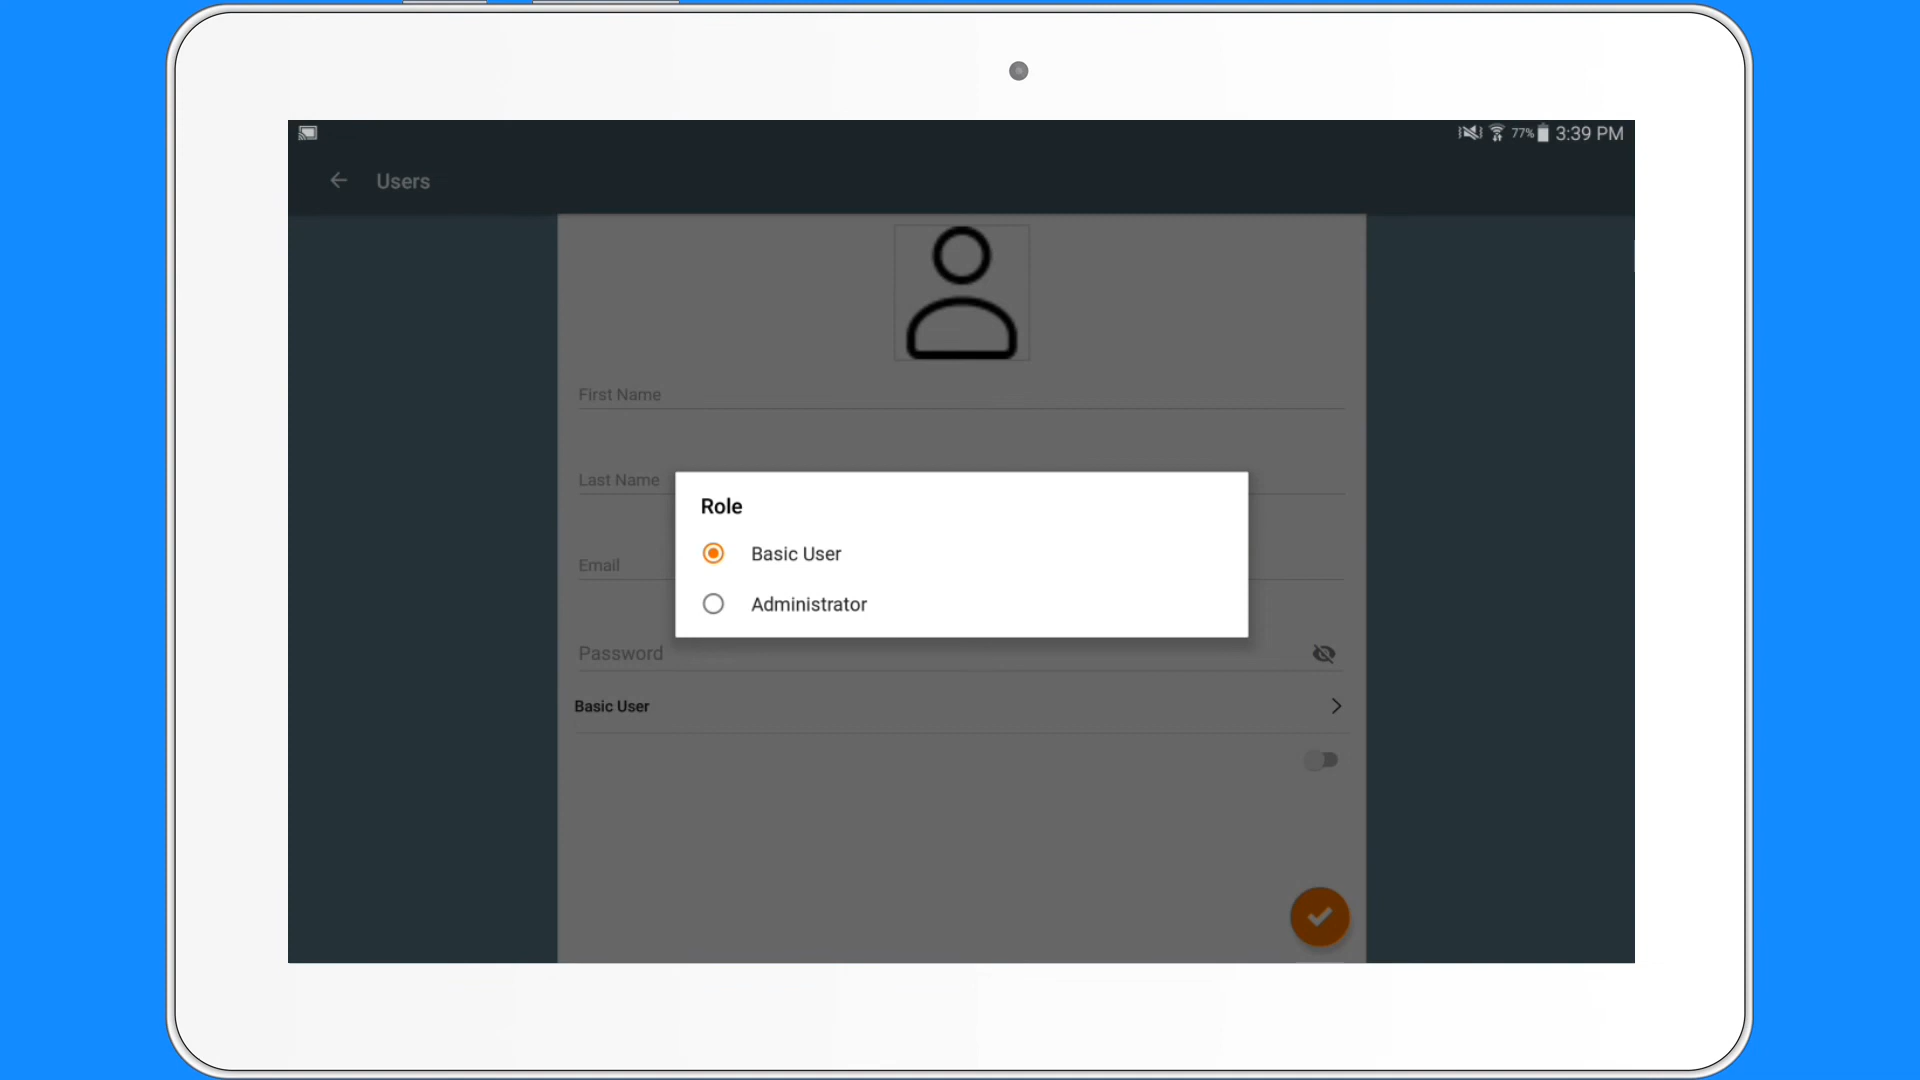 77% 3:39 PM
Users
First Name
Last Name
Role
Basic User
Email
Administrator
Password
Basic User